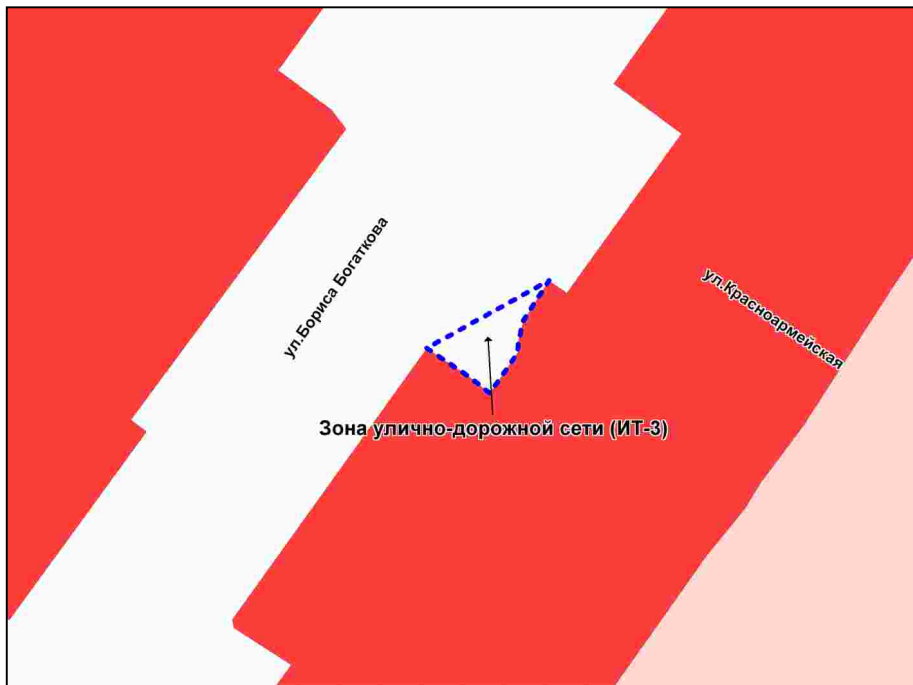 ул.Бориса Богаткова
ул.Красноармейская
Зона улично-дорожной сети (ИТ-3)